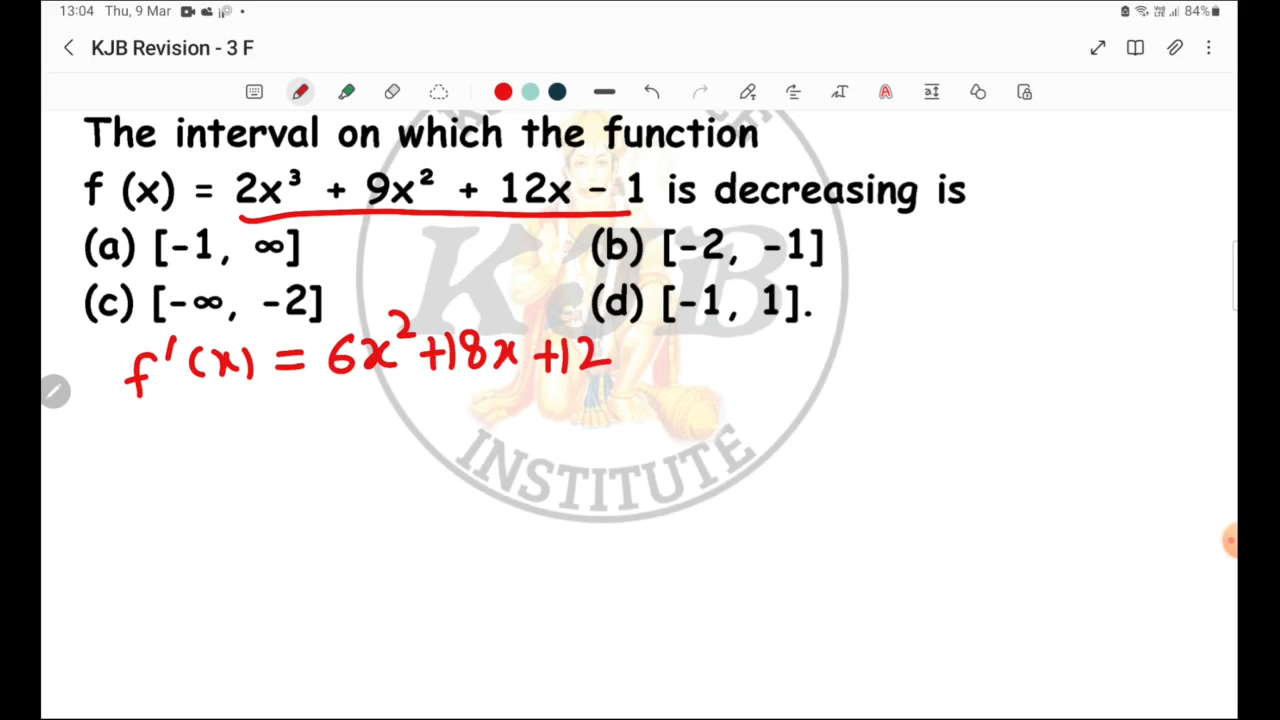 13:04 Thu, 9 Mar 84%
KJB Revision - 3 F
The interval on which the function
f (x) = 2x³ + 9x² + 12x - 1 is decreasing is
(a) [-1, ∞] (b) [-2, -1]
(c) [-∞, -2] (d) [-1, 1].
f'(x) = 6x² +18x +12
KJB
INSTITUTE